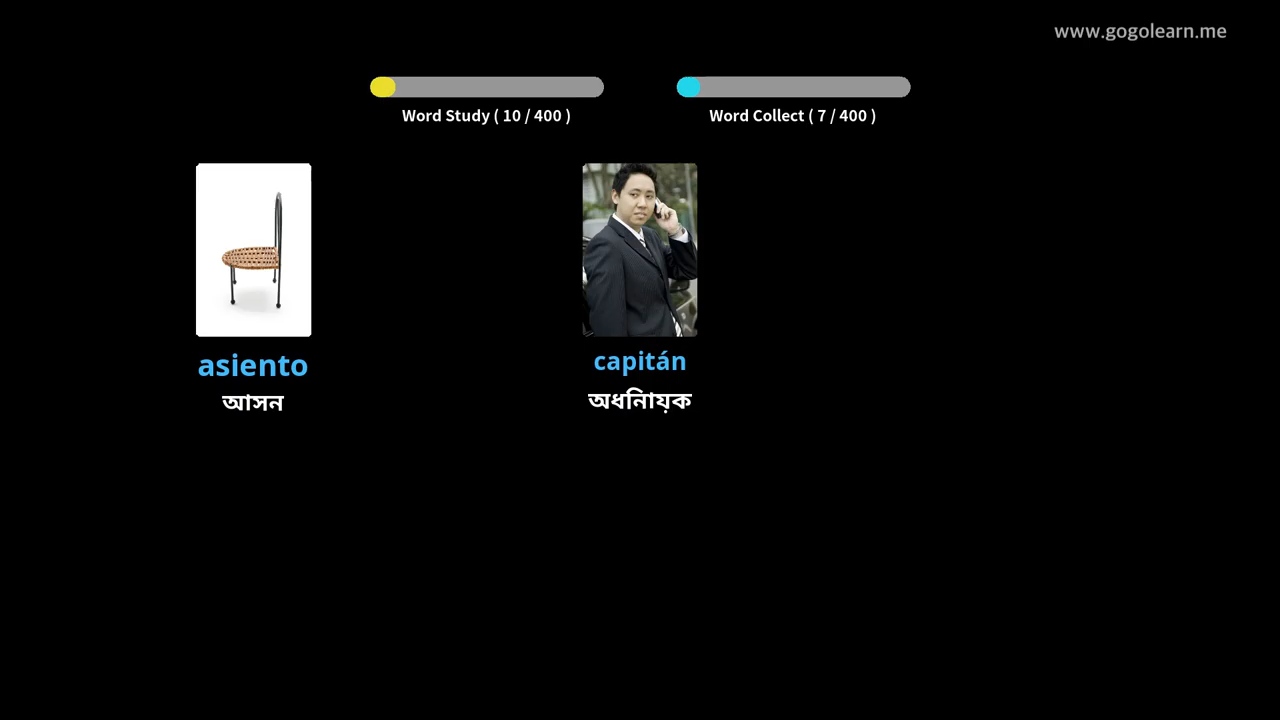 www.gogolearn.me
Word Study ( 10 / 400 )
Word Collect ( 7 / 400 )
asiento
capitán
আসন
অধিনায়ক